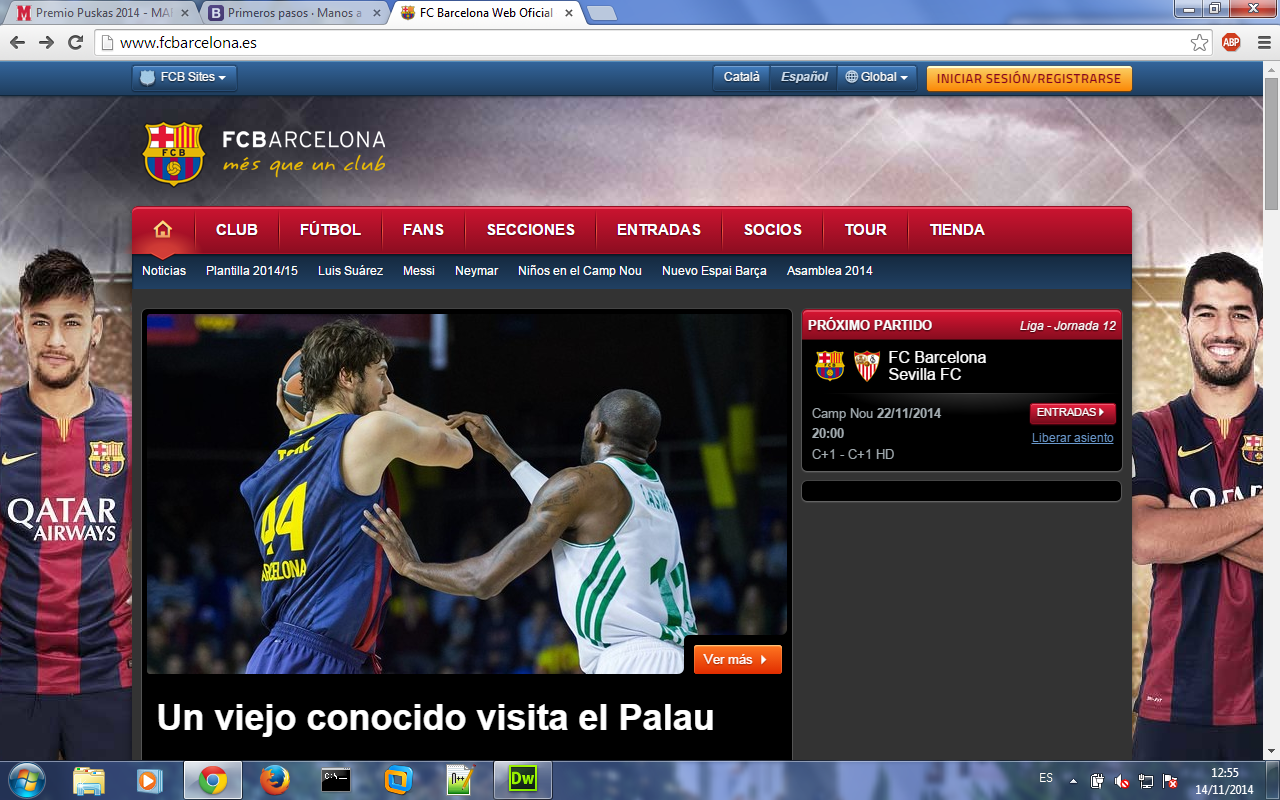 Premio Puskas 2014 - MA
Primeros pasos · Manos a
FC Barcelona Web Oficial
www.fcbarcelona.es
ABP
FCB Sites
Català
Español
Global
INICIAR SESIÓN/REGISTRARSE
FCB
FCBARCELONA
més que un club
CLUB
FÚTBOL
FANS
SECCIONES
ENTRADAS
SOCIOS
TOUR
TIENDA
Noticias
Plantilla 2014/15
Luis Suárez
Messi
Neymar
Niños en el Camp Nou
Nuevo Espai Barça
Asamblea 2014
PRÓXIMO PARTIDO
Liga - Jornada 12
FC Barcelona
Sevilla FC
Camp Nou 22/11/2014
20:00
C+1 - C+1 HD
ENTRADAS
Liberar asiento
44
BARCELONA
QATAR
AIRWAYS
Ver más
Un viejo conocido visita el Palau
Dw
ES
12:55
14/11/2014